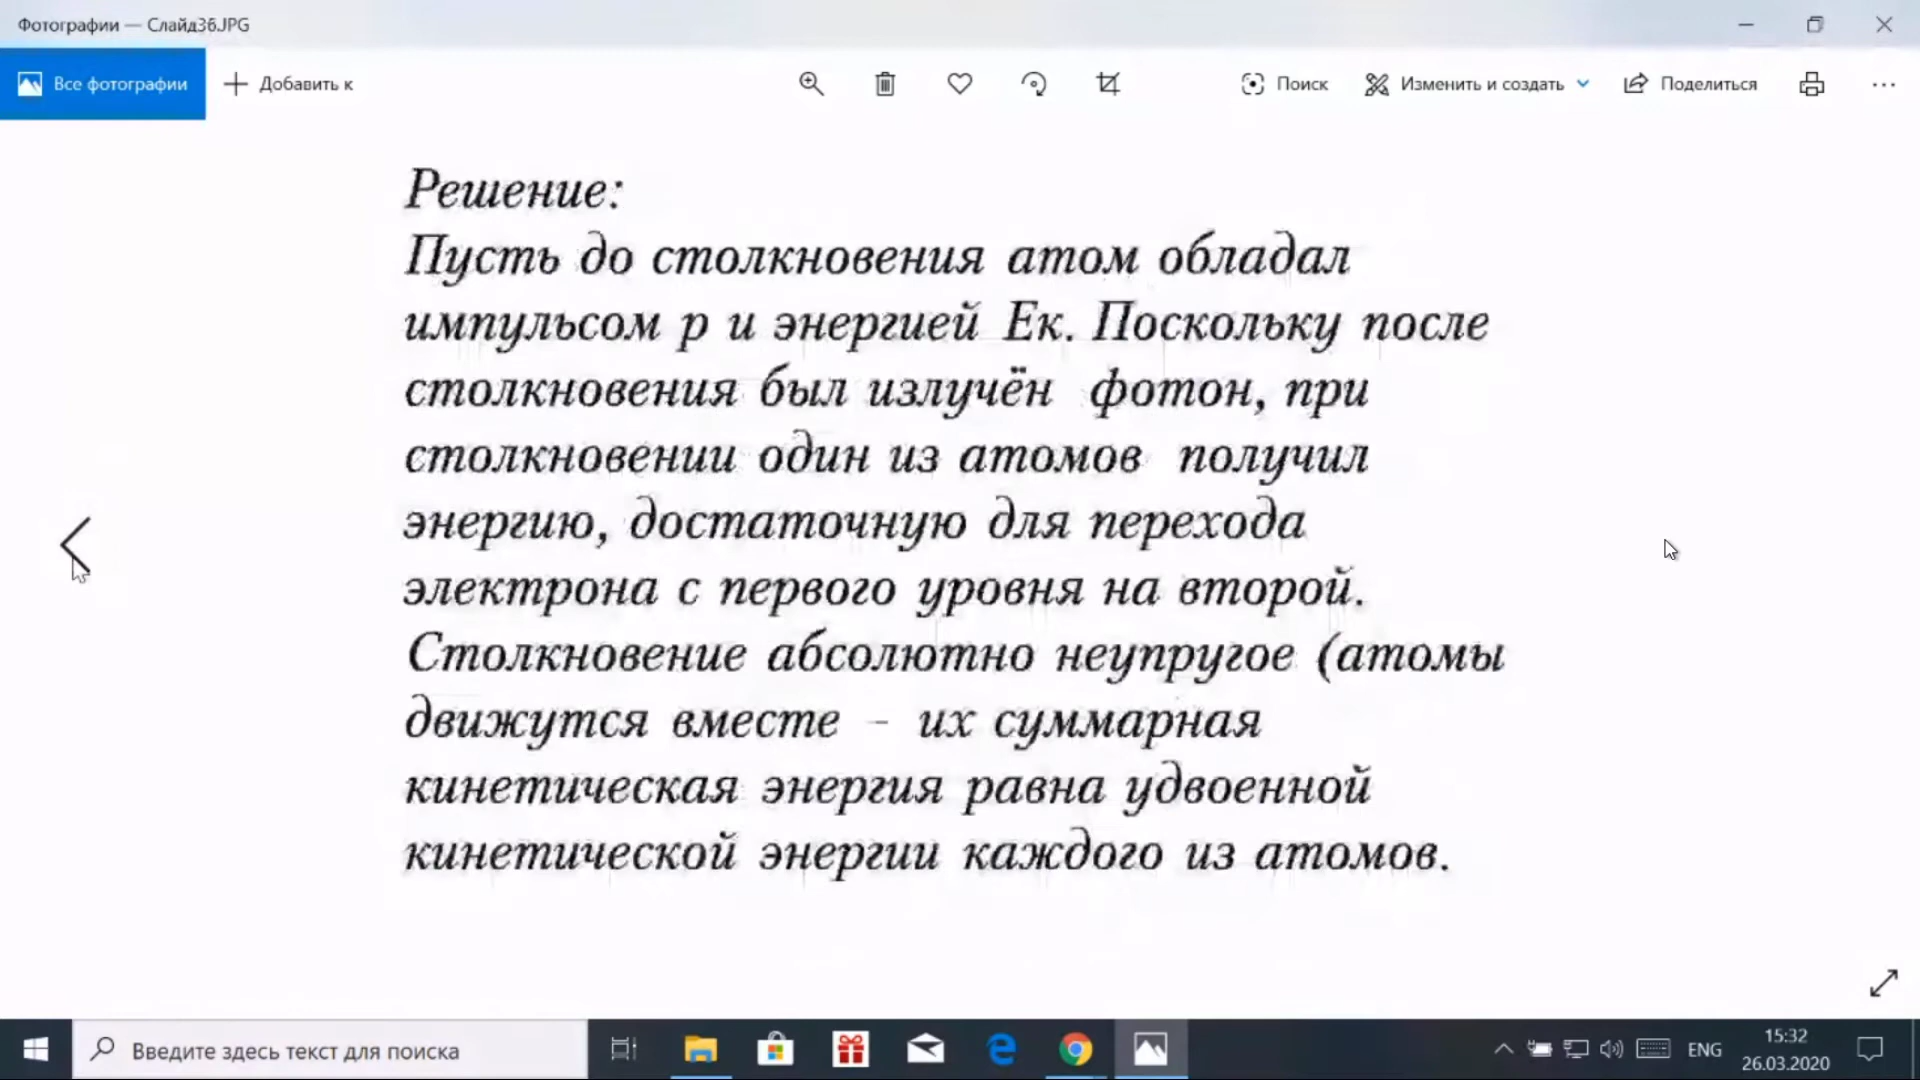 Фотографии — Слайд36.JPG
Все фотографии
Добавить к
Поиск
Изменить и создать
Поделиться
Решение:
Пусть до столкновения атом обладал
импульсом р и энергией Ек. Поскольку после
столкновения был излучён фотон, при
столкновении один из атомов получил
энергию, достаточную для перехода
электрона с первого уровня на второй.
Столкновение абсолютно неупругое (атомы
движутся вместе - их суммарная
кинетическая энергия равна удвоенной
кинетической энергии каждого из атомов.
Введите здесь текст для поиска
ENG
15:32
26.03.2020